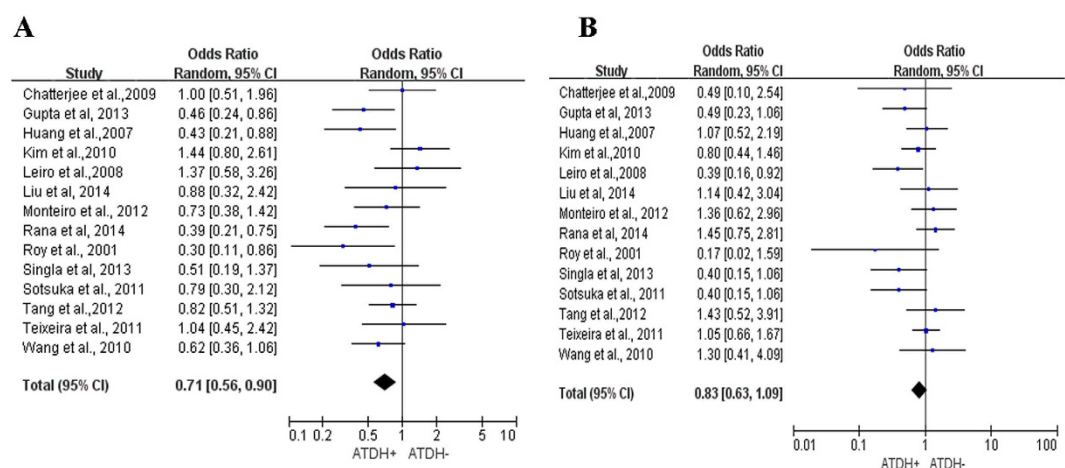 A
Odds Ratio
Study Random, 95% CI
Odds Ratio
Random, 95% CI
Chatterjee et al.,2009 1.00 [0.51, 1.96]
Gupta et al, 2013 0.46 [0.24, 0.86]
Huang et al.,2007 0.43 [0.21, 0.88]
Kim et al.,2010 1.44 [0.80, 2.61]
Leiro et al.,2008 1.37 [0.58, 3.26]
Liu et al, 2014 0.88 [0.32, 2.42]
Monteiro et al., 2012 0.73 [0.38, 1.42]
Rana et al, 2014 0.39 [0.21, 0.75]
Roy et al., 2001 0.30 [0.11, 0.86]
Singla et al, 2013 0.51 [0.19, 1.37]
Sotsuka et al., 2011 0.79 [0.30, 2.12]
Tang et al.,2012 0.82 [0.51, 1.32]
Teixeira et al., 2011 1.04 [0.45, 2.42]
Wang et al., 2010 0.62 [0.36, 1.06]
Total (95% CI) 0.71 [0.56, 0.90]
0.1 0.2 0.5 1 2 5 10
ATDH+ ATDH-
B
Odds Ratio
Study Random, 95% CI
Odds Ratio
Random, 95% CI
Chatterjee et al.,2009 0.49 [0.10, 2.54]
Gupta et al, 2013 0.49 [0.23, 1.06]
Huang et al.,2007 1.07 [0.52, 2.19]
Kim et al.,2010 0.80 [0.44, 1.46]
Leiro et al.,2008 0.39 [0.16, 0.92]
Liu et al, 2014 1.14 [0.42, 3.04]
Monteiro et al., 2012 1.36 [0.62, 2.96]
Rana et al, 2014 1.45 [0.75, 2.81]
Roy et al., 2001 0.17 [0.02, 1.59]
Singla et al, 2013 0.40 [0.15, 1.06]
Sotsuka et al., 2011 0.40 [0.15, 1.06]
Tang et al.,2012 1.43 [0.52, 3.91]
Teixeira et al., 2011 1.05 [0.66, 1.67]
Wang et al., 2010 1.30 [0.41, 4.09]
Total (95% CI) 0.83 [0.63, 1.09]
0.01 0.1 1 10 100
ATDH+ ATDH-